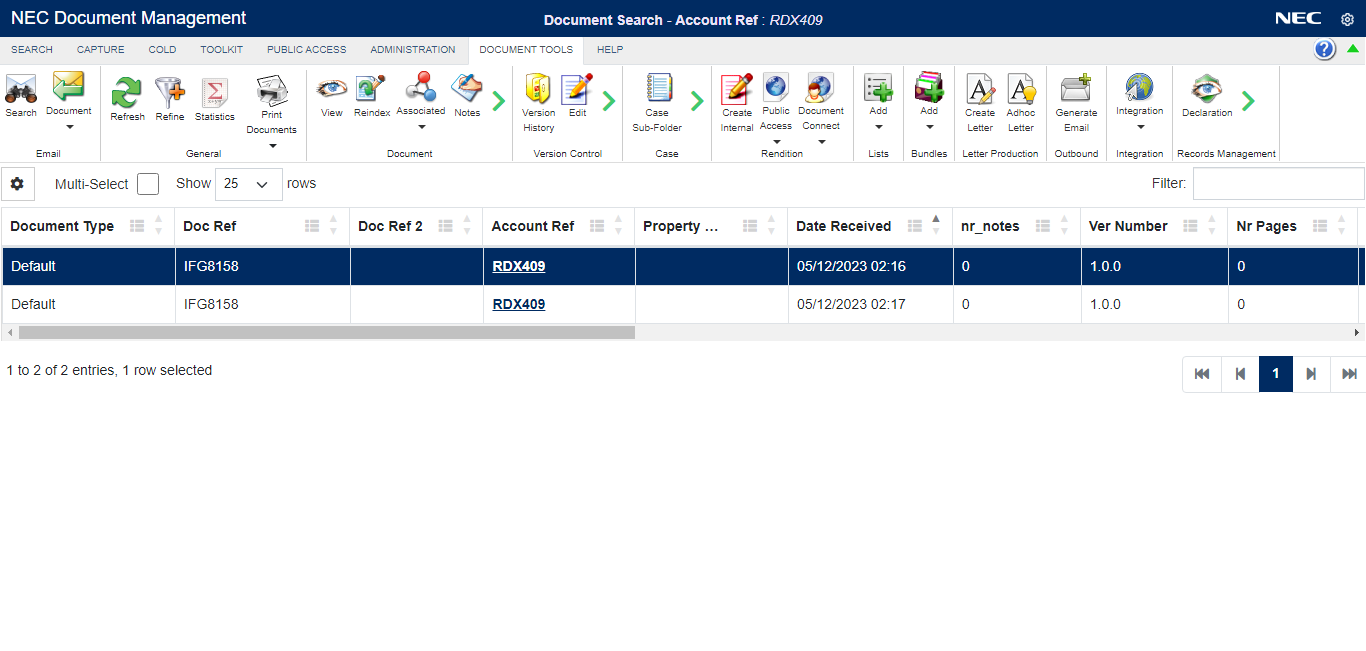 NEC Document Management
Document Search - Account Ref : RDX409
NEC
SEARCH CAPTURE COLD TOOLKIT PUBLIC ACCESS ADMINISTRATION DOCUMENT TOOLS HELP
Search Document Refresh Refine Statistics Print Documents View Reindex Associated Notes Version History Edit Case Sub-Folder Create Internal Public Access Document Connect Add Add Create Letter Adhoc Letter Generate Email Integration Declaration
Email General Document Version Control Case Rendition Lists Bundles Letter Production Outbound Integration Records Management
Multi-Select Show 25 rows Filter:
Document Type Doc Ref Doc Ref 2 Account Ref Property ... Date Received nr_notes Ver Number Nr Pages
Default IFG8158 RDX409 05/12/2023 02:16 0 1.0.0 0
Default IFG8158 RDX409 05/12/2023 02:17 0 1.0.0 0
1 to 2 of 2 entries, 1 row selected
1